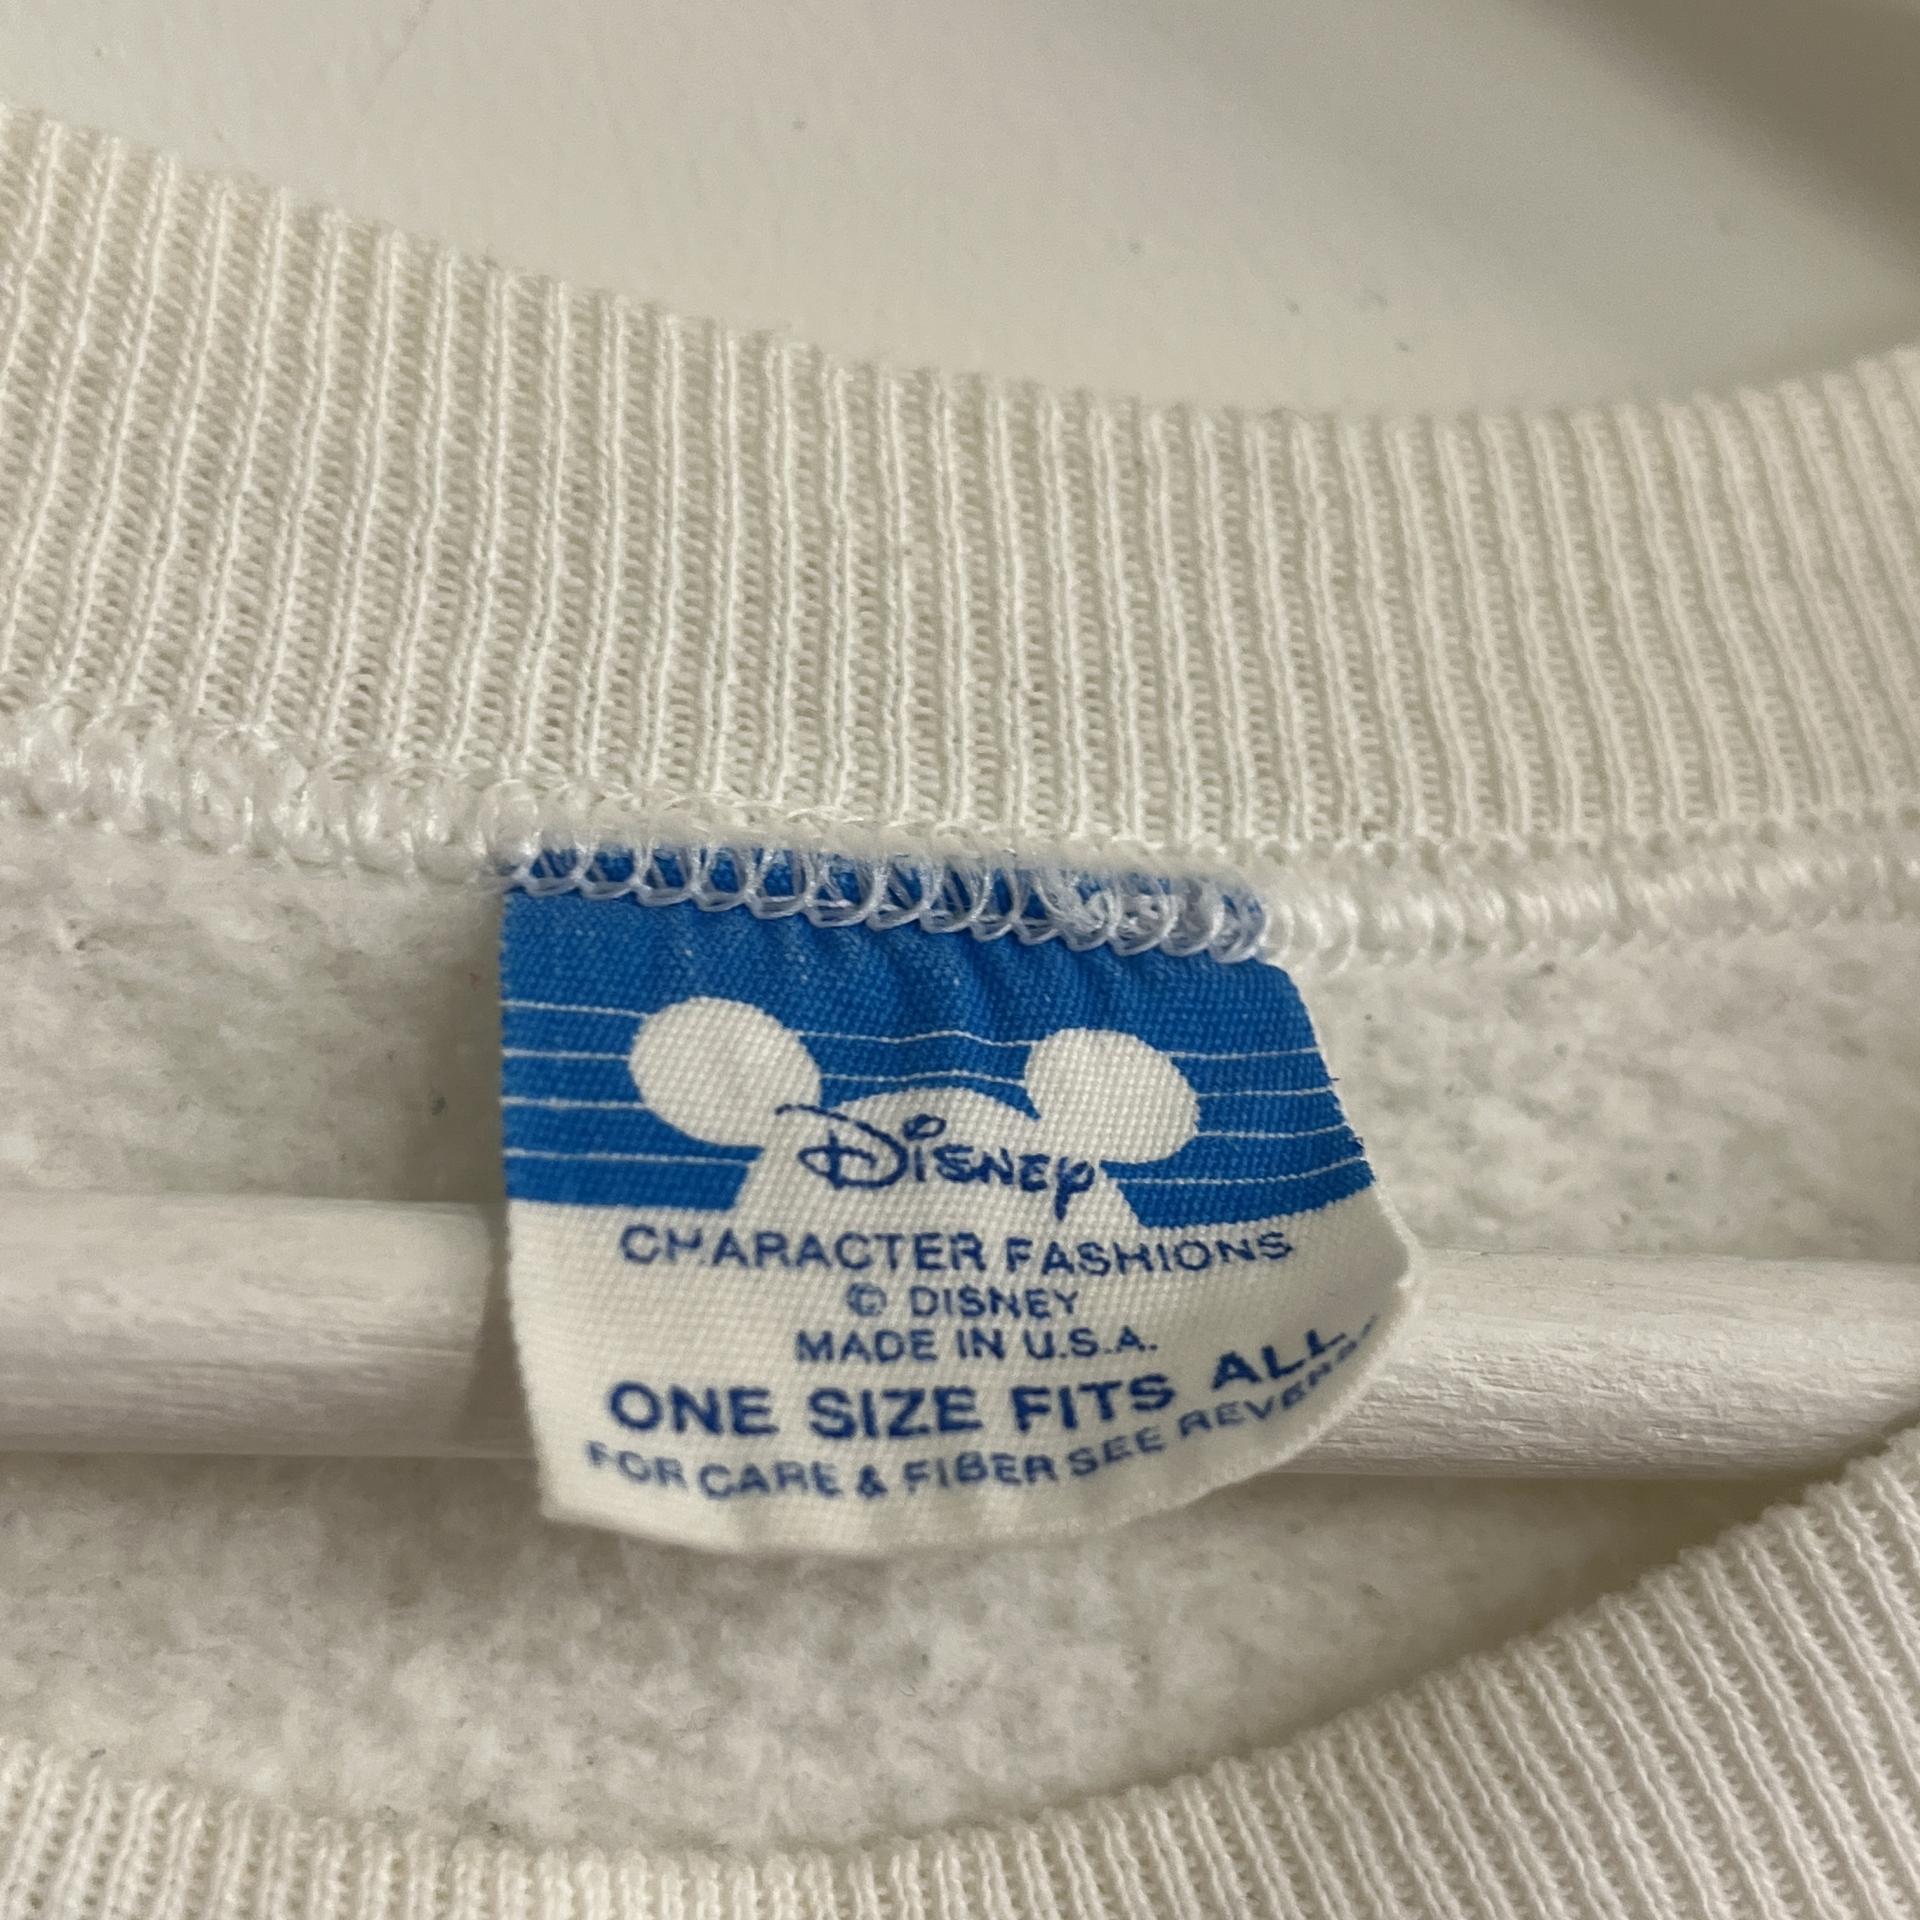 Disney
CHARACTER FASHIONS
© DISNEY
MADE IN U.S.A.
ONE SIZE FITS ALL
FOR CARE & FIBER SEE